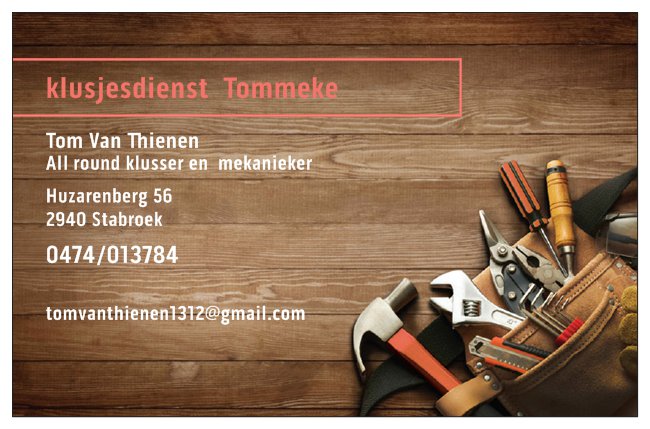 klusjesdienst Tommeke
Tom Van Thienen
All round klusser en mekanieker
Huzarenberg 56
2940 Stabroek
0474/013784
tomvanthienen1312@gmail.com